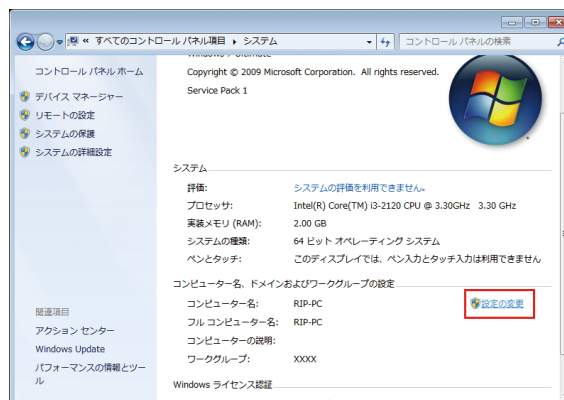 « すべてのコントロール パネル項目 ▸ システム
コントロール パネルの検索
コントロール パネル ホーム
デバイス マネージャー
リモートの設定
システムの保護
システムの詳細設定
関連項目
アクション センター
Windows Update
パフォーマンスの情報とツー
ル
Copyright © 2009 Microsoft Corporation. All rights reserved.
Service Pack 1
システム
評価: システムの評価を利用できません。
プロセッサ: Intel(R) Core(TM) i3-2120 CPU @ 3.30GHz 3.30 GHz
実装メモリ (RAM): 2.00 GB
システムの種類: 64 ビット オペレーティング システム
ペンとタッチ: このディスプレイでは、ペン入力とタッチ入力は利用できません
コンピューター名、ドメインおよびワークグループの設定
コンピューター名: RIP-PC 設定の変更
フル コンピューター名: RIP-PC
コンピューターの説明:
ワークグループ: XXXX
Windows ライセンス認証